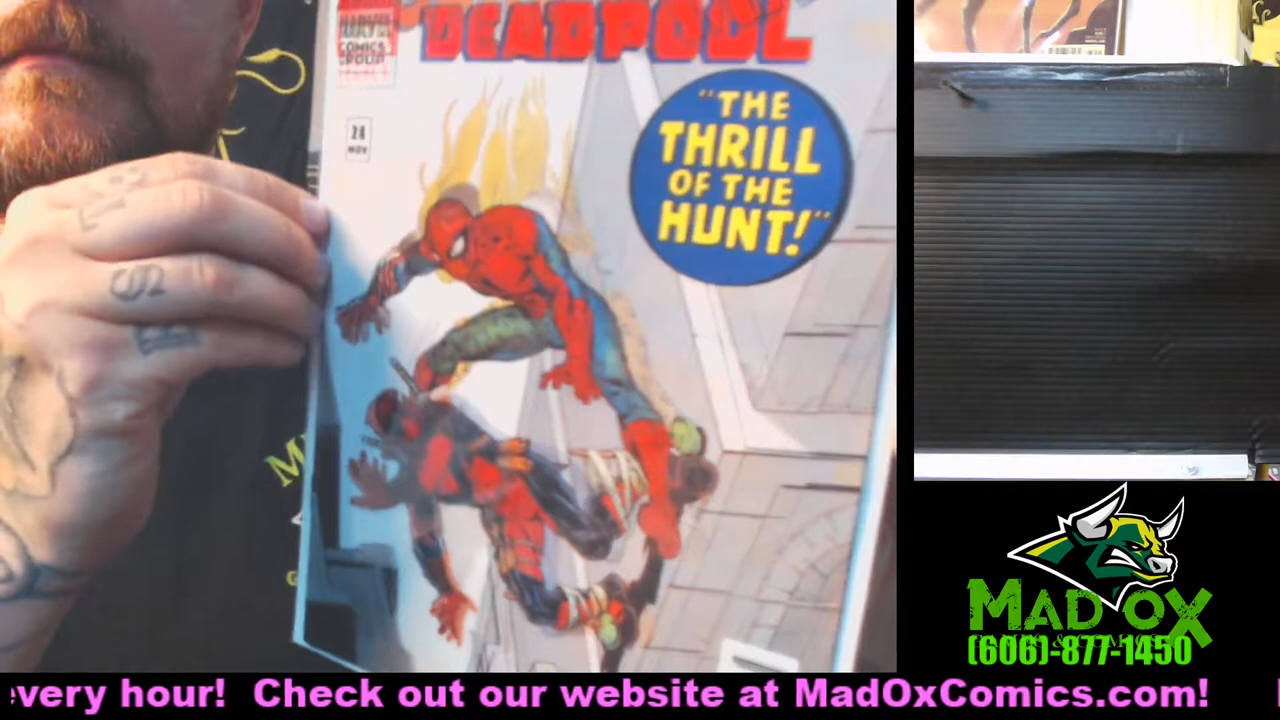 MARVEL
COMICS
GROUP
DEADPOOL
28
NOV
"THE
THRILL
OF THE
HUNT!"
M
G
MAD OX
(606)-877-1450
very hour!  Check out our website at MadOxComics.com!